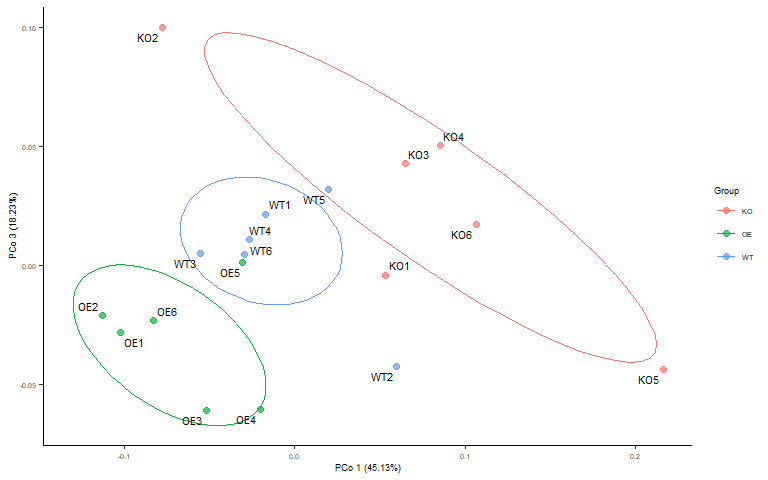 0.10
KO2
KO4
0.05
KO3
Group
WT5
WT1
KO
KO6
WT4
OE
WT6
WT
PCo 3 (18.23%)
WT3
OE5
KO1
0.00
OE2
OE6
OE1
WT2
KO5
-0.05
OE3
OE4
-0.1
0.0
0.1
0.2
PCo 1 (45.13%)